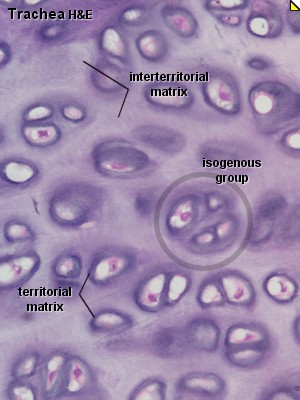 Trachea H&E
interterritorial
matrix
isogenous
group
territorial
matrix